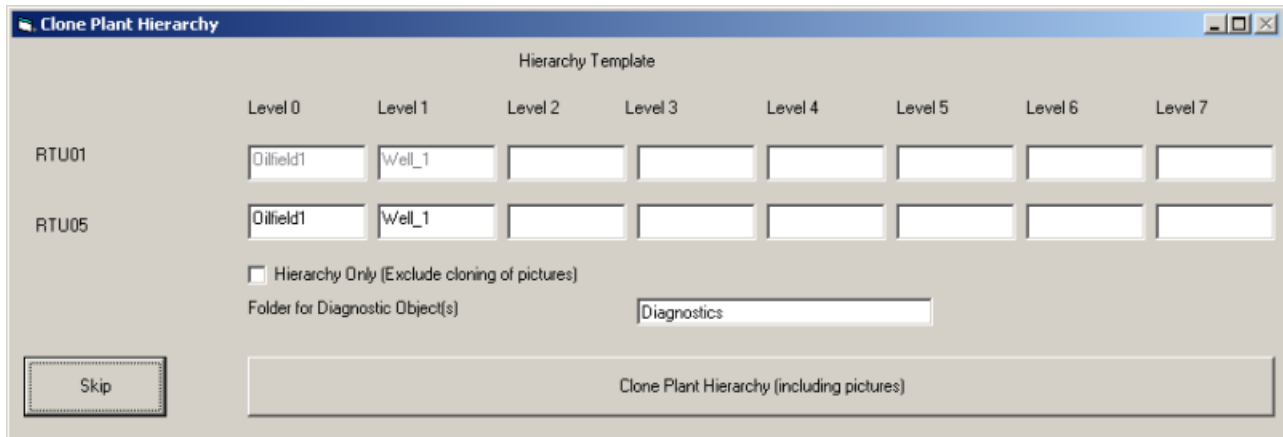 Clone Plant Hierarchy
Hierarchy Template
Level 0 Level 1 Level 2 Level 3 Level 4 Level 5 Level 6 Level 7
RTU01 Oilfield1 Well_1
RTU05 Oilfield1 Well_1
Hierarchy Only (Exclude cloning of pictures)
Folder for Diagnostic Object(s) Diagnostics
Skip Clone Plant Hierarchy (including pictures)